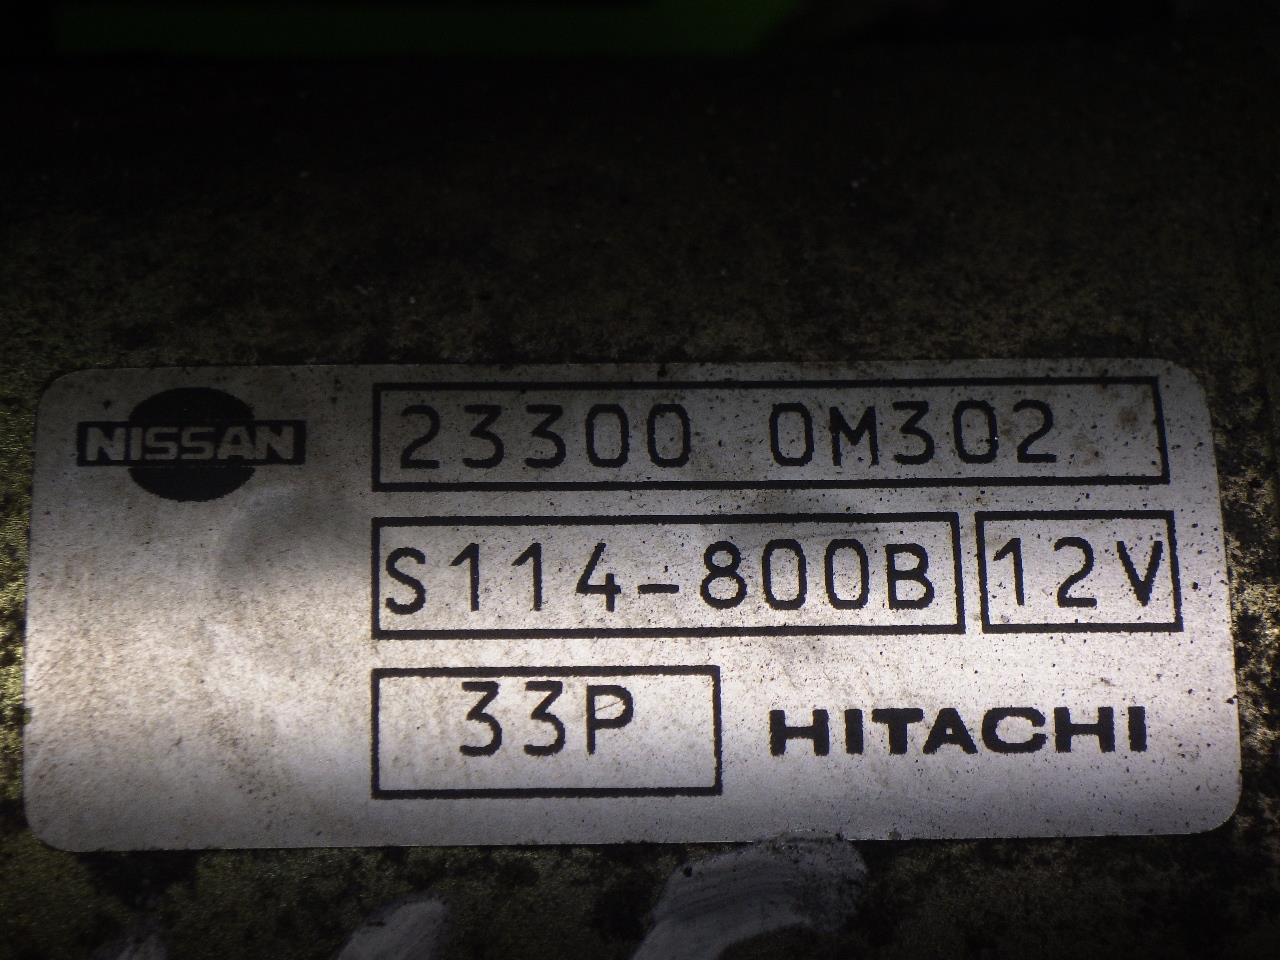 NISSAN
23300 0M302
S114-800B 12V
33P HITACHI